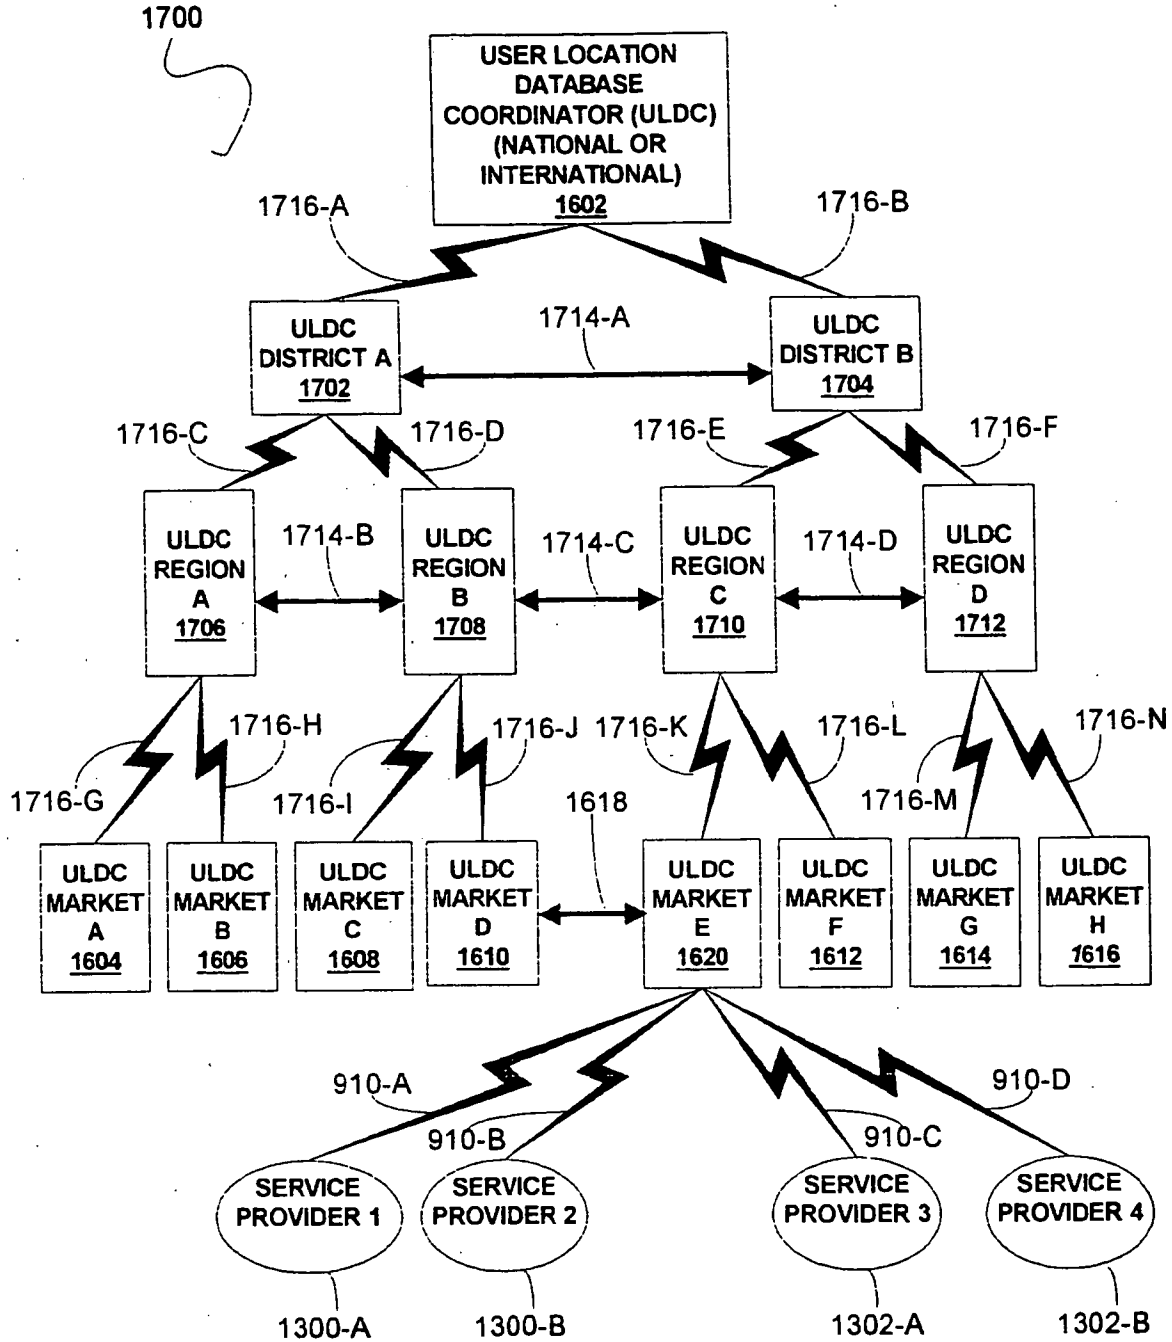 1700
USER LOCATION
DATABASE
COORDINATOR (ULDC)
(NATIONAL OR
INTERNATIONAL)
1602
1716-A
1716-B
ULDC
DISTRICT A
1702
1714-A
ULDC
DISTRICT B
1704
1716-C
1716-D
1716-E
1716-F
ULDC
REGION
A
1706
1714-B
ULDC
REGION
B
1708
1714-C
ULDC
REGION
C
1710
1714-D
ULDC
REGION
D
1712
1716-G
1716-H
1716-I
1716-J
1716-K
1716-L
1716-M
1716-N
1618
ULDC
MARKET
A
1604
ULDC
MARKET
B
1606
ULDC
MARKET
C
1608
ULDC
MARKET
D
1610
ULDC
MARKET
E
1620
ULDC
MARKET
F
1612
ULDC
MARKET
G
1614
ULDC
MARKET
H
1616
910-A
910-B
910-C
910-D
SERVICE
PROVIDER 1
SERVICE
PROVIDER 2
SERVICE
PROVIDER 3
SERVICE
PROVIDER 4
1300-A
1300-B
1302-A
1302-B